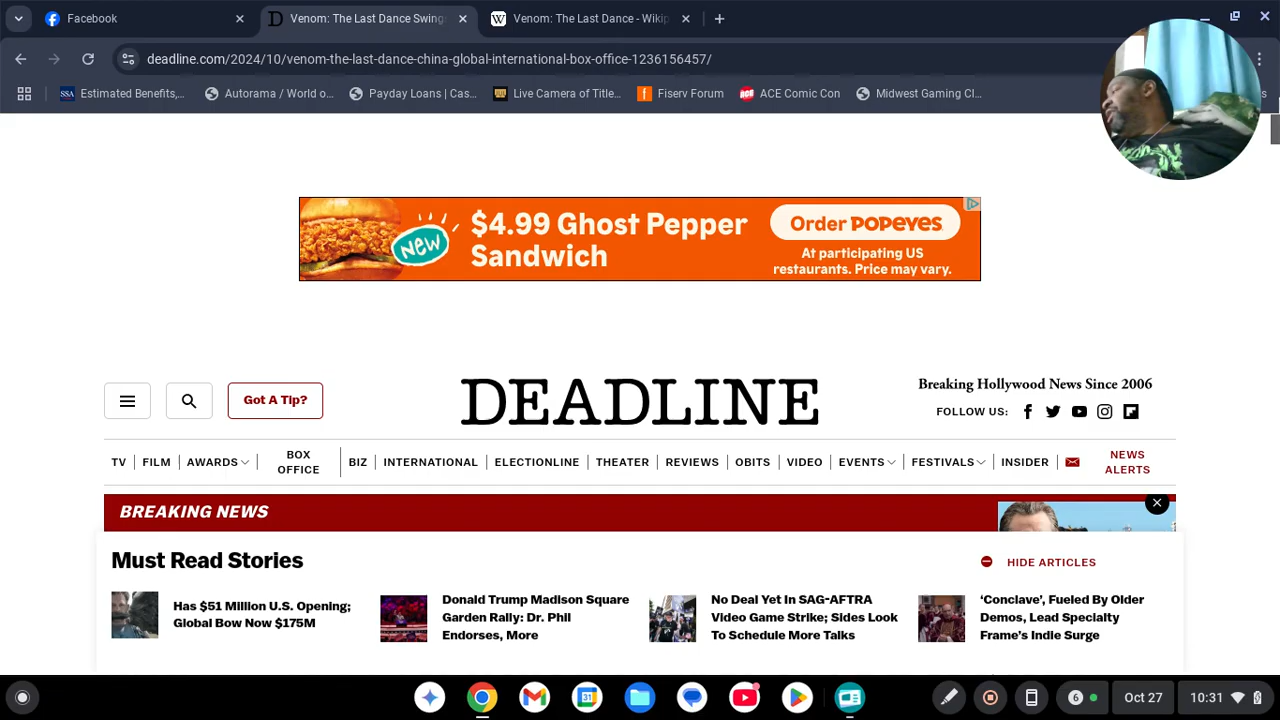 Facebook
Venom: The Last Dance Swing
Venom: The Last Dance - Wikip
deadline.com/2024/10/venom-the-last-dance-china-global-international-box-office-1236156457/
SSA Estimated Benefits,...
Autorama / World o...
Payday Loans | Cas...
Live Camera of Title...
Fiserv Forum
ACE Comic Con
Midwest Gaming Cl...
NEW
$4.99 Ghost Pepper
Sandwich
Order POPEYES
At participating US
restaurants. Price may vary.
Got A Tip?
DEADLINE
Breaking Hollywood News Since 2006
FOLLOW US:
TV
FILM
AWARDS
BOX
OFFICE
BIZ
INTERNATIONAL
ELECTIONLINE
THEATER
REVIEWS
OBITS
VIDEO
EVENTS
FESTIVALS
INSIDER
NEWS
ALERTS
BREAKING NEWS
Must Read Stories
HIDE ARTICLES
Has $51 Million U.S. Opening;
Global Bow Now $175M
Donald Trump Madison Square
Garden Rally: Dr. Phil
Endorses, More
No Deal Yet In SAG-AFTRA
Video Game Strike; Sides Look
To Schedule More Talks
‘Conclave’, Fueled By Older
Demos, Lead Specialty
Frame's Indie Surge
6
Oct 27
10:31